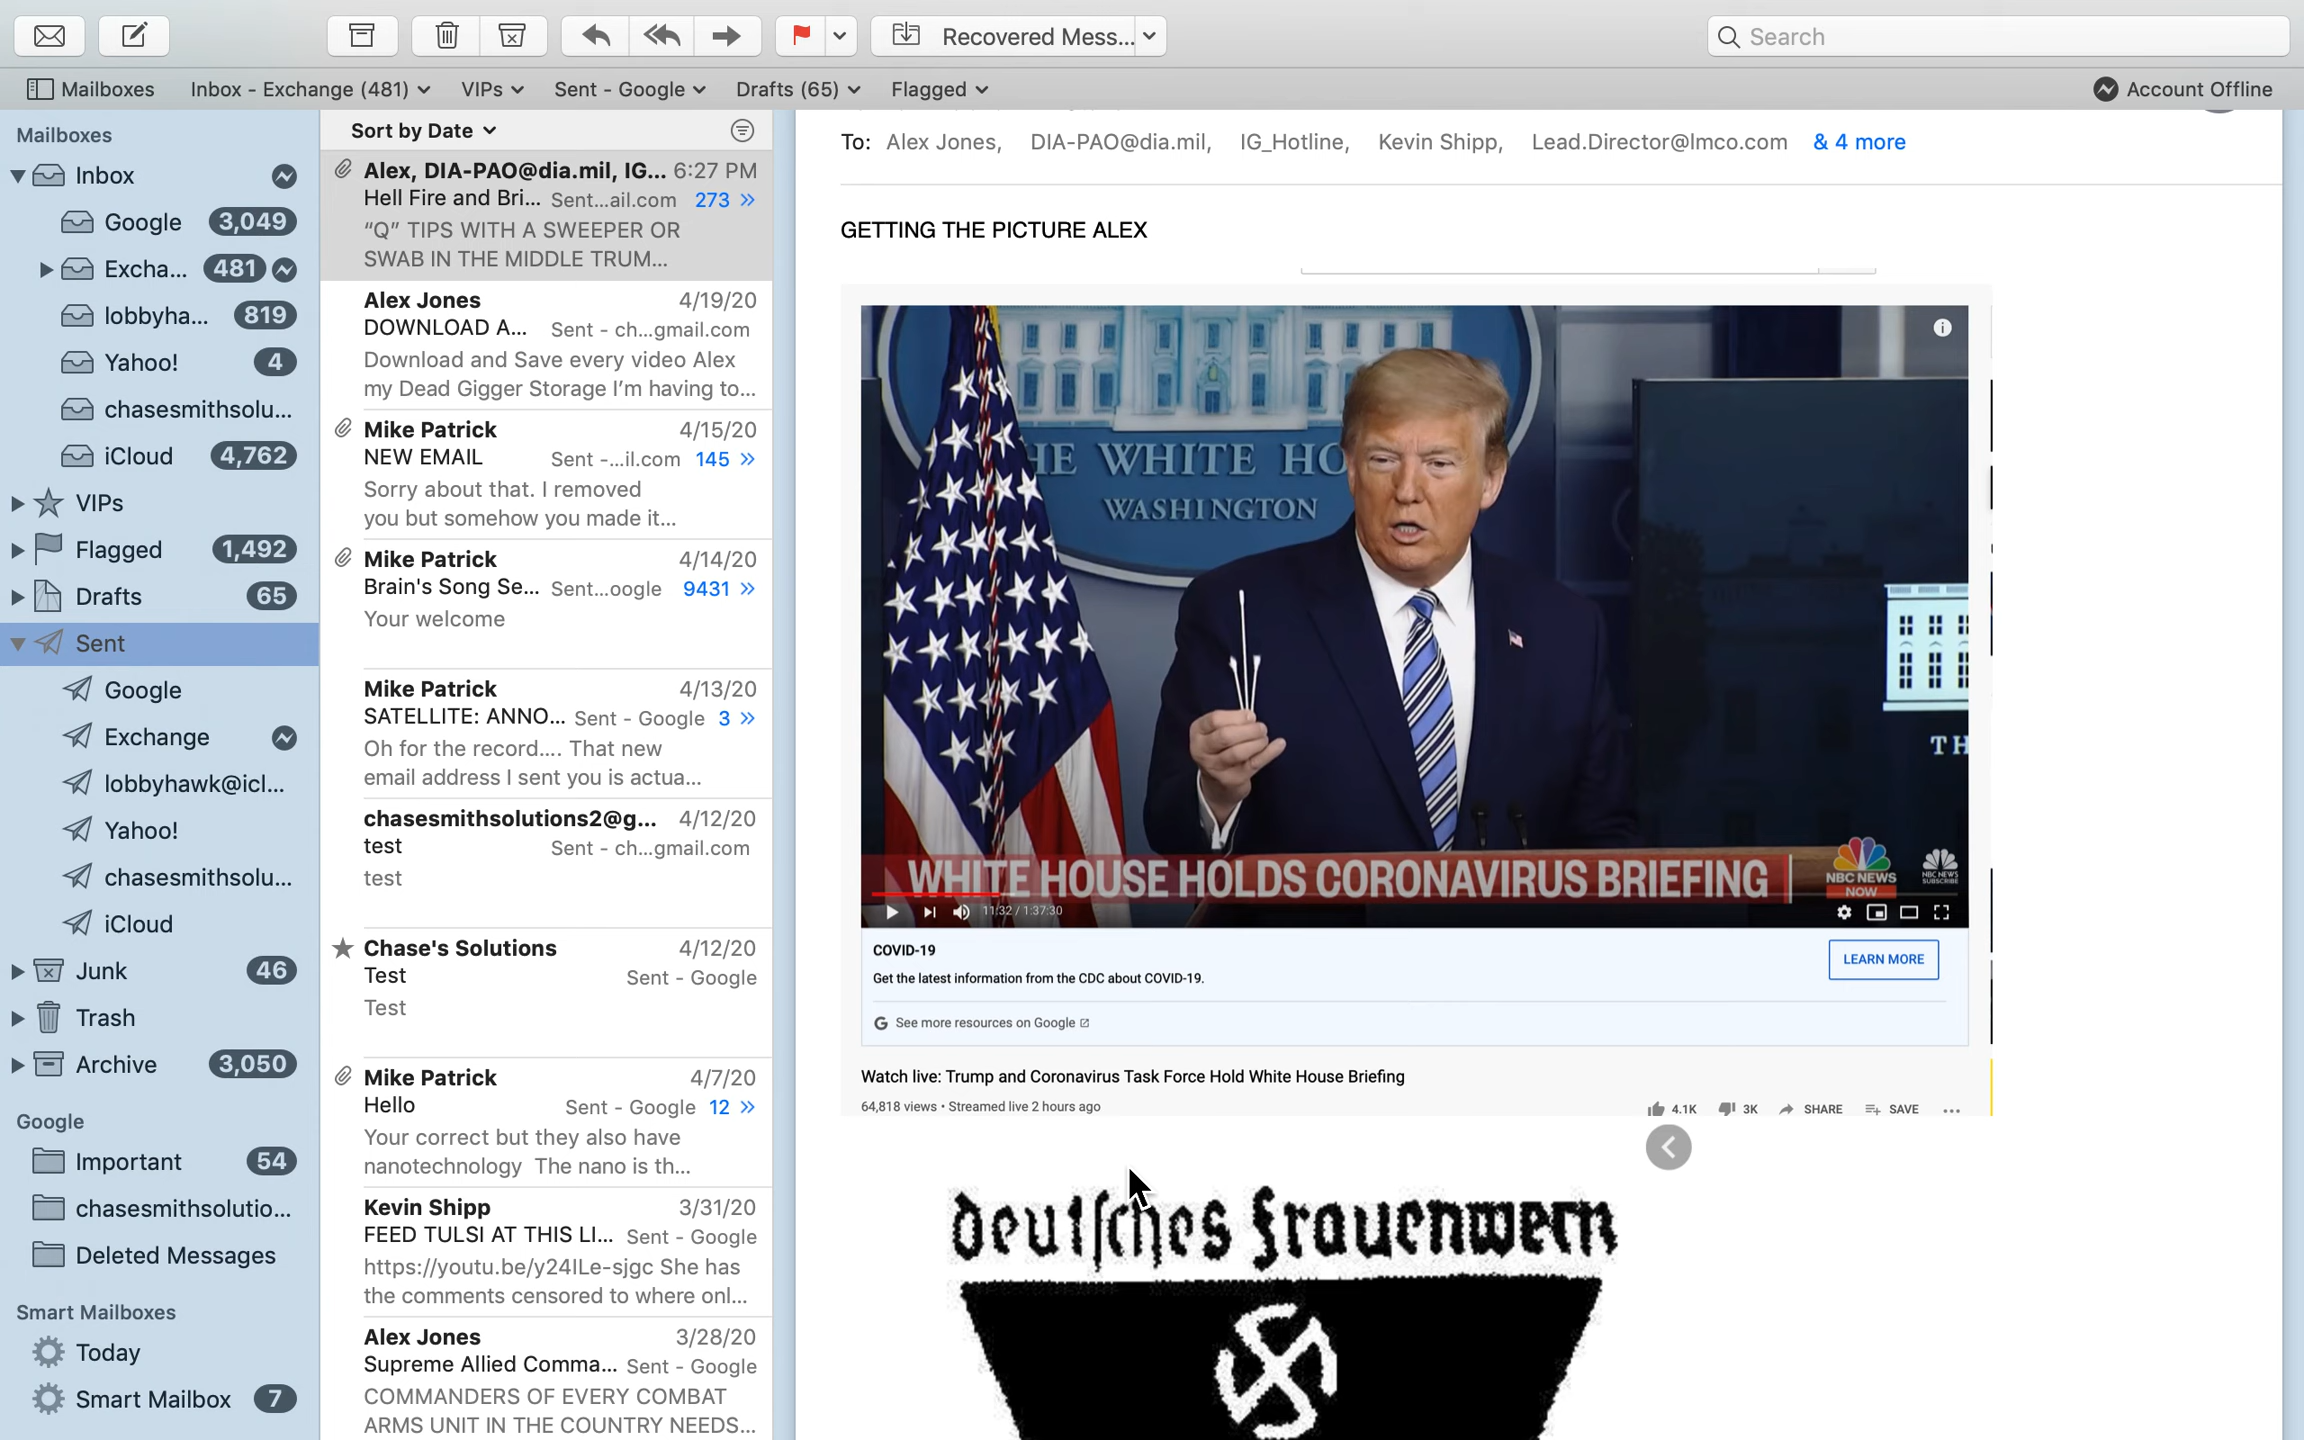 Recovered Mess...
Search
Mailboxes
Inbox - Exchange (481)
VIPs
Sent - Google
Drafts (65)
Flagged
Account Offline
Mailboxes
Inbox
Google 3,049
Excha... 481
lobbyha... 819
Yahoo! 4
chasesmithsolu...
iCloud 4,762
VIPs
Flagged 1,492
Drafts 65
Sent
Google
Exchange
lobbyhawk@icl...
Yahoo!
chasesmithsolu...
iCloud
Junk 46
Trash
Archive 3,050
Google
Important 54
chasesmithsolutio...
Deleted Messages
Smart Mailboxes
Today
Smart Mailbox 7
Sort by Date
Alex, DIA-PAO@dia.mil, IG... 6:27 PM
Hell Fire and Bri... Sent...ail.com 273 »
“Q” TIPS WITH A SWEEPER OR
SWAB IN THE MIDDLE TRUM...
Alex Jones 4/19/20
DOWNLOAD A... Sent - ch...gmail.com
Download and Save every video Alex
my Dead Gigger Storage I’m having to...
Mike Patrick 4/15/20
NEW EMAIL Sent -...il.com 145 »
Sorry about that. I removed
you but somehow you made it...
Mike Patrick 4/14/20
Brain's Song Se... Sent...oogle 9431 »
Your welcome
Mike Patrick 4/13/20
SATELLITE: ANNO... Sent - Google 3 »
Oh for the record.... That new
email address I sent you is actua...
chasesmithsolutions2@g... 4/12/20
test Sent - ch...gmail.com
test
Chase's Solutions 4/12/20
Test Sent - Google
Test
Mike Patrick 4/7/20
Hello Sent - Google 12 »
Your correct but they also have
nanotechnology The nano is th...
Kevin Shipp 3/31/20
FEED TULSI AT THIS LI... Sent - Google
https://youtu.be/y24ILe-sjgc She has
the comments censored to where onl...
Alex Jones 3/28/20
Supreme Allied Comma... Sent - Google
COMMANDERS OF EVERY COMBAT
ARMS UNIT IN THE COUNTRY NEEDS...
To: Alex Jones, DIA-PAO@dia.mil, IG_Hotline, Kevin Shipp, Lead.Director@lmco.com & 4 more
GETTING THE PICTURE ALEX
HE WHITE HO
WASHINGTON
TH
WHITE HOUSE HOLDS CORONAVIRUS BRIEFING
NBC NEWS
NOW
NBC NEWS
SUBSCRIBE
11:32 / 1:37:30
COVID-19
Get the latest information from the CDC about COVID-19.
LEARN MORE
See more resources on Google
Watch live: Trump and Coronavirus Task Force Hold White House Briefing
64,818 views • Streamed live 2 hours ago
4.1K 3K SHARE SAVE ...
deutsches Frauenwerk